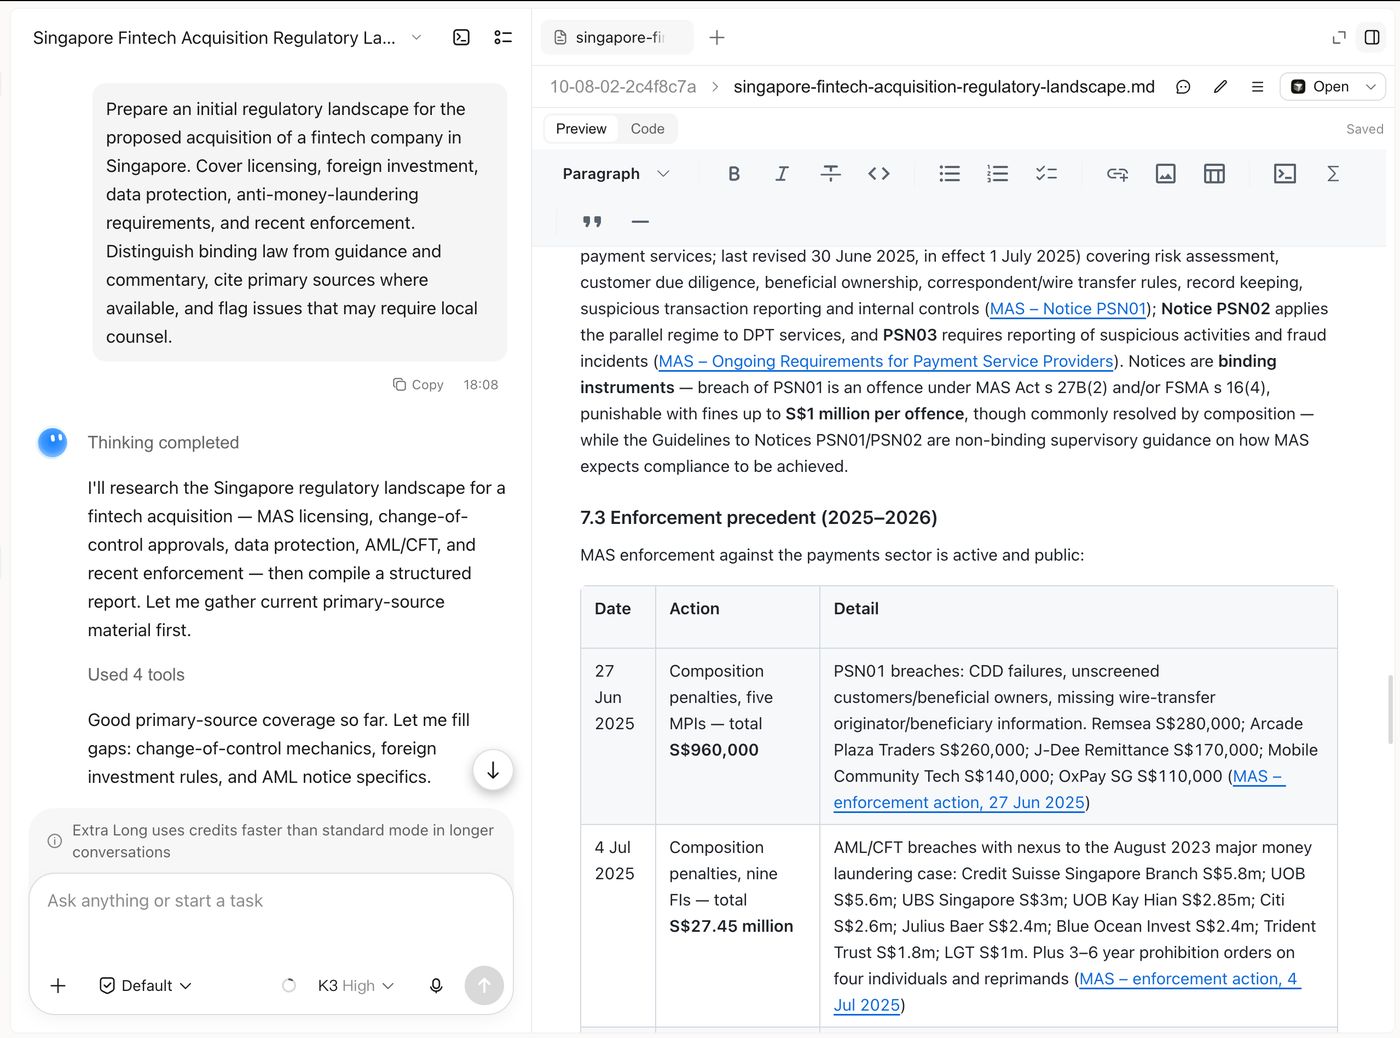 Singapore Fintech Acquisition Regulatory La...
Prepare an initial regulatory landscape for the
proposed acquisition of a fintech company in
Singapore. Cover licensing, foreign investment,
data protection, anti-money-laundering
requirements, and recent enforcement.
Distinguish binding law from guidance and
commentary, cite primary sources where
available, and flag issues that may require local
counsel.
Copy 18:08
Thinking completed
I'll research the Singapore regulatory landscape for a
fintech acquisition — MAS licensing, change-of-
control approvals, data protection, AML/CFT, and
recent enforcement — then compile a structured
report. Let me gather current primary-source
material first.
Used 4 tools
Good primary-source coverage so far. Let me fill
gaps: change-of-control mechanics, foreign
investment rules, and AML notice specifics.
Extra Long uses credits faster than standard mode in longer
conversations
Ask anything or start a task
Default K3 High
singapore-fi
10-08-02-2c4f8c7a > singapore-fintech-acquisition-regulatory-landscape.md Open
Preview Code Saved
Paragraph
payment services; last revised 30 June 2025, in effect 1 July 2025) covering risk assessment,
customer due diligence, beneficial ownership, correspondent/wire transfer rules, record keeping,
suspicious transaction reporting and internal controls (MAS – Notice PSN01); Notice PSN02 applies
the parallel regime to DPT services, and PSN03 requires reporting of suspicious activities and fraud
incidents (MAS – Ongoing Requirements for Payment Service Providers). Notices are binding
instruments — breach of PSN01 is an offence under MAS Act s 27B(2) and/or FSMA s 16(4),
punishable with fines up to S$1 million per offence, though commonly resolved by composition —
while the Guidelines to Notices PSN01/PSN02 are non-binding supervisory guidance on how MAS
expects compliance to be achieved.
7.3 Enforcement precedent (2025–2026)
MAS enforcement against the payments sector is active and public:
Date Action Detail
27
Jun
2025
Composition
penalties, five
MPIs — total
S$960,000
PSN01 breaches: CDD failures, unscreened
customers/beneficial owners, missing wire-transfer
originator/beneficiary information. Remsea S$280,000; Arcade
Plaza Traders S$260,000; J-Dee Remittance S$170,000; Mobile
Community Tech S$140,000; OxPay SG S$110,000 (MAS –
enforcement action, 27 Jun 2025)
4 Jul
2025
Composition
penalties, nine
FIs — total
S$27.45 million
AML/CFT breaches with nexus to the August 2023 major money
laundering case: Credit Suisse Singapore Branch S$5.8m; UOB
S$5.6m; UBS Singapore S$3m; UOB Kay Hian S$2.85m; Citi
S$2.6m; Julius Baer S$2.4m; Blue Ocean Invest S$2.4m; Trident
Trust S$1.8m; LGT S$1m. Plus 3–6 year prohibition orders on
four individuals and reprimands (MAS – enforcement action, 4
Jul 2025)